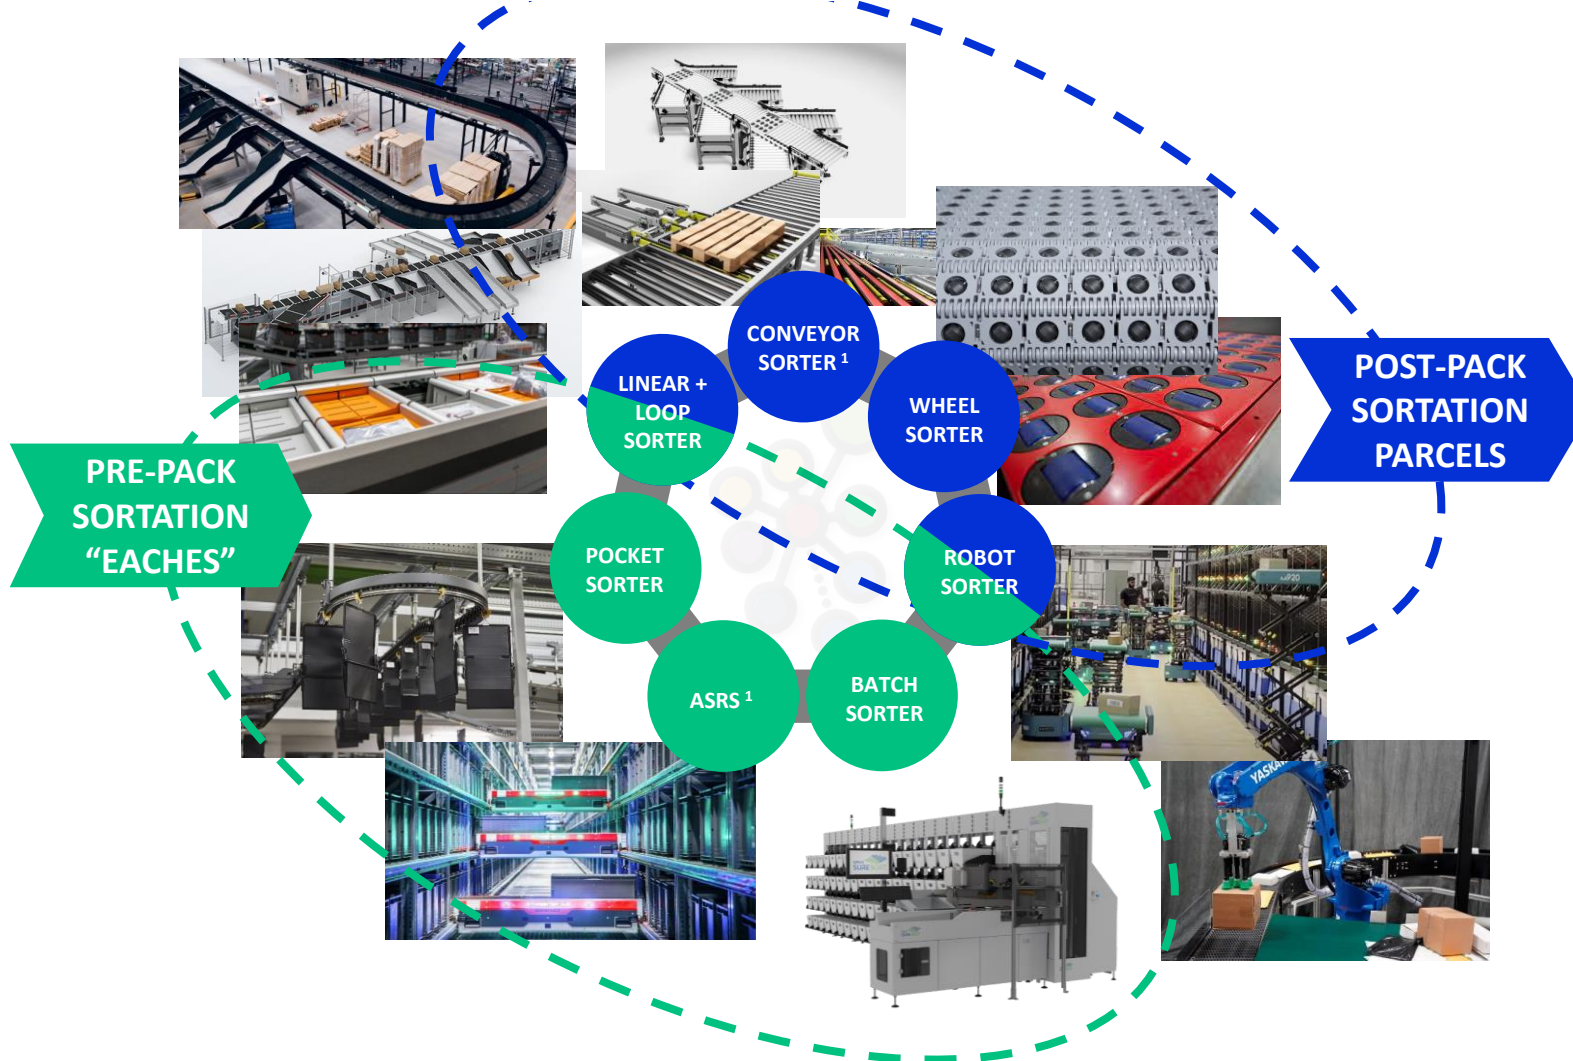 CONVEYOR
SORTER ¹
LINEAR +
LOOP
SORTER
WHEEL
SORTER
POST-PACK
SORTATION
PARCELS
PRE-PACK
SORTATION
“EACHES”
POCKET
SORTER
ROBOT
SORTER
ASRS ¹
BATCH
SORTER
YASKA